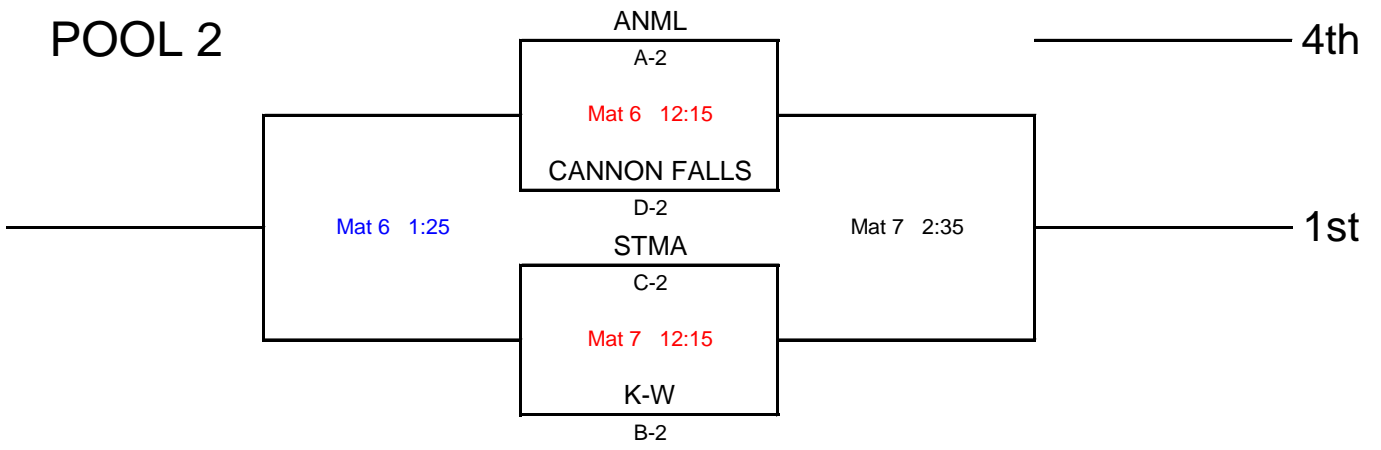 POOL 2
ANML
4th
A-2
Mat 6 12:15
CANNON FALLS
D-2
Mat 6 1:25
Mat 7 2:35
1st
STMA
C-2
Mat 7 12:15
K-W
B-2